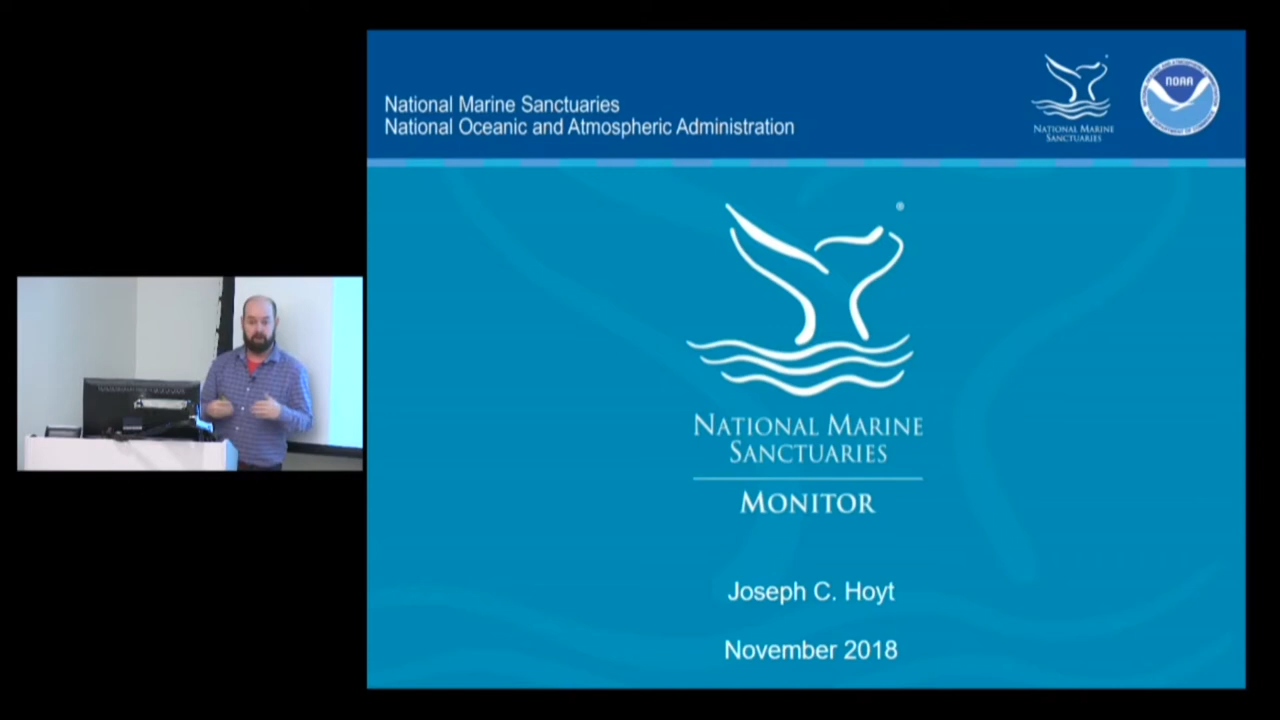 National Marine Sanctuaries
National Oceanic and Atmospheric Administration
NATIONAL MARINE
SANCTUARIES
NOAA
®
NATIONAL MARINE
SANCTUARIES
MONITOR
Joseph C. Hoyt
November 2018